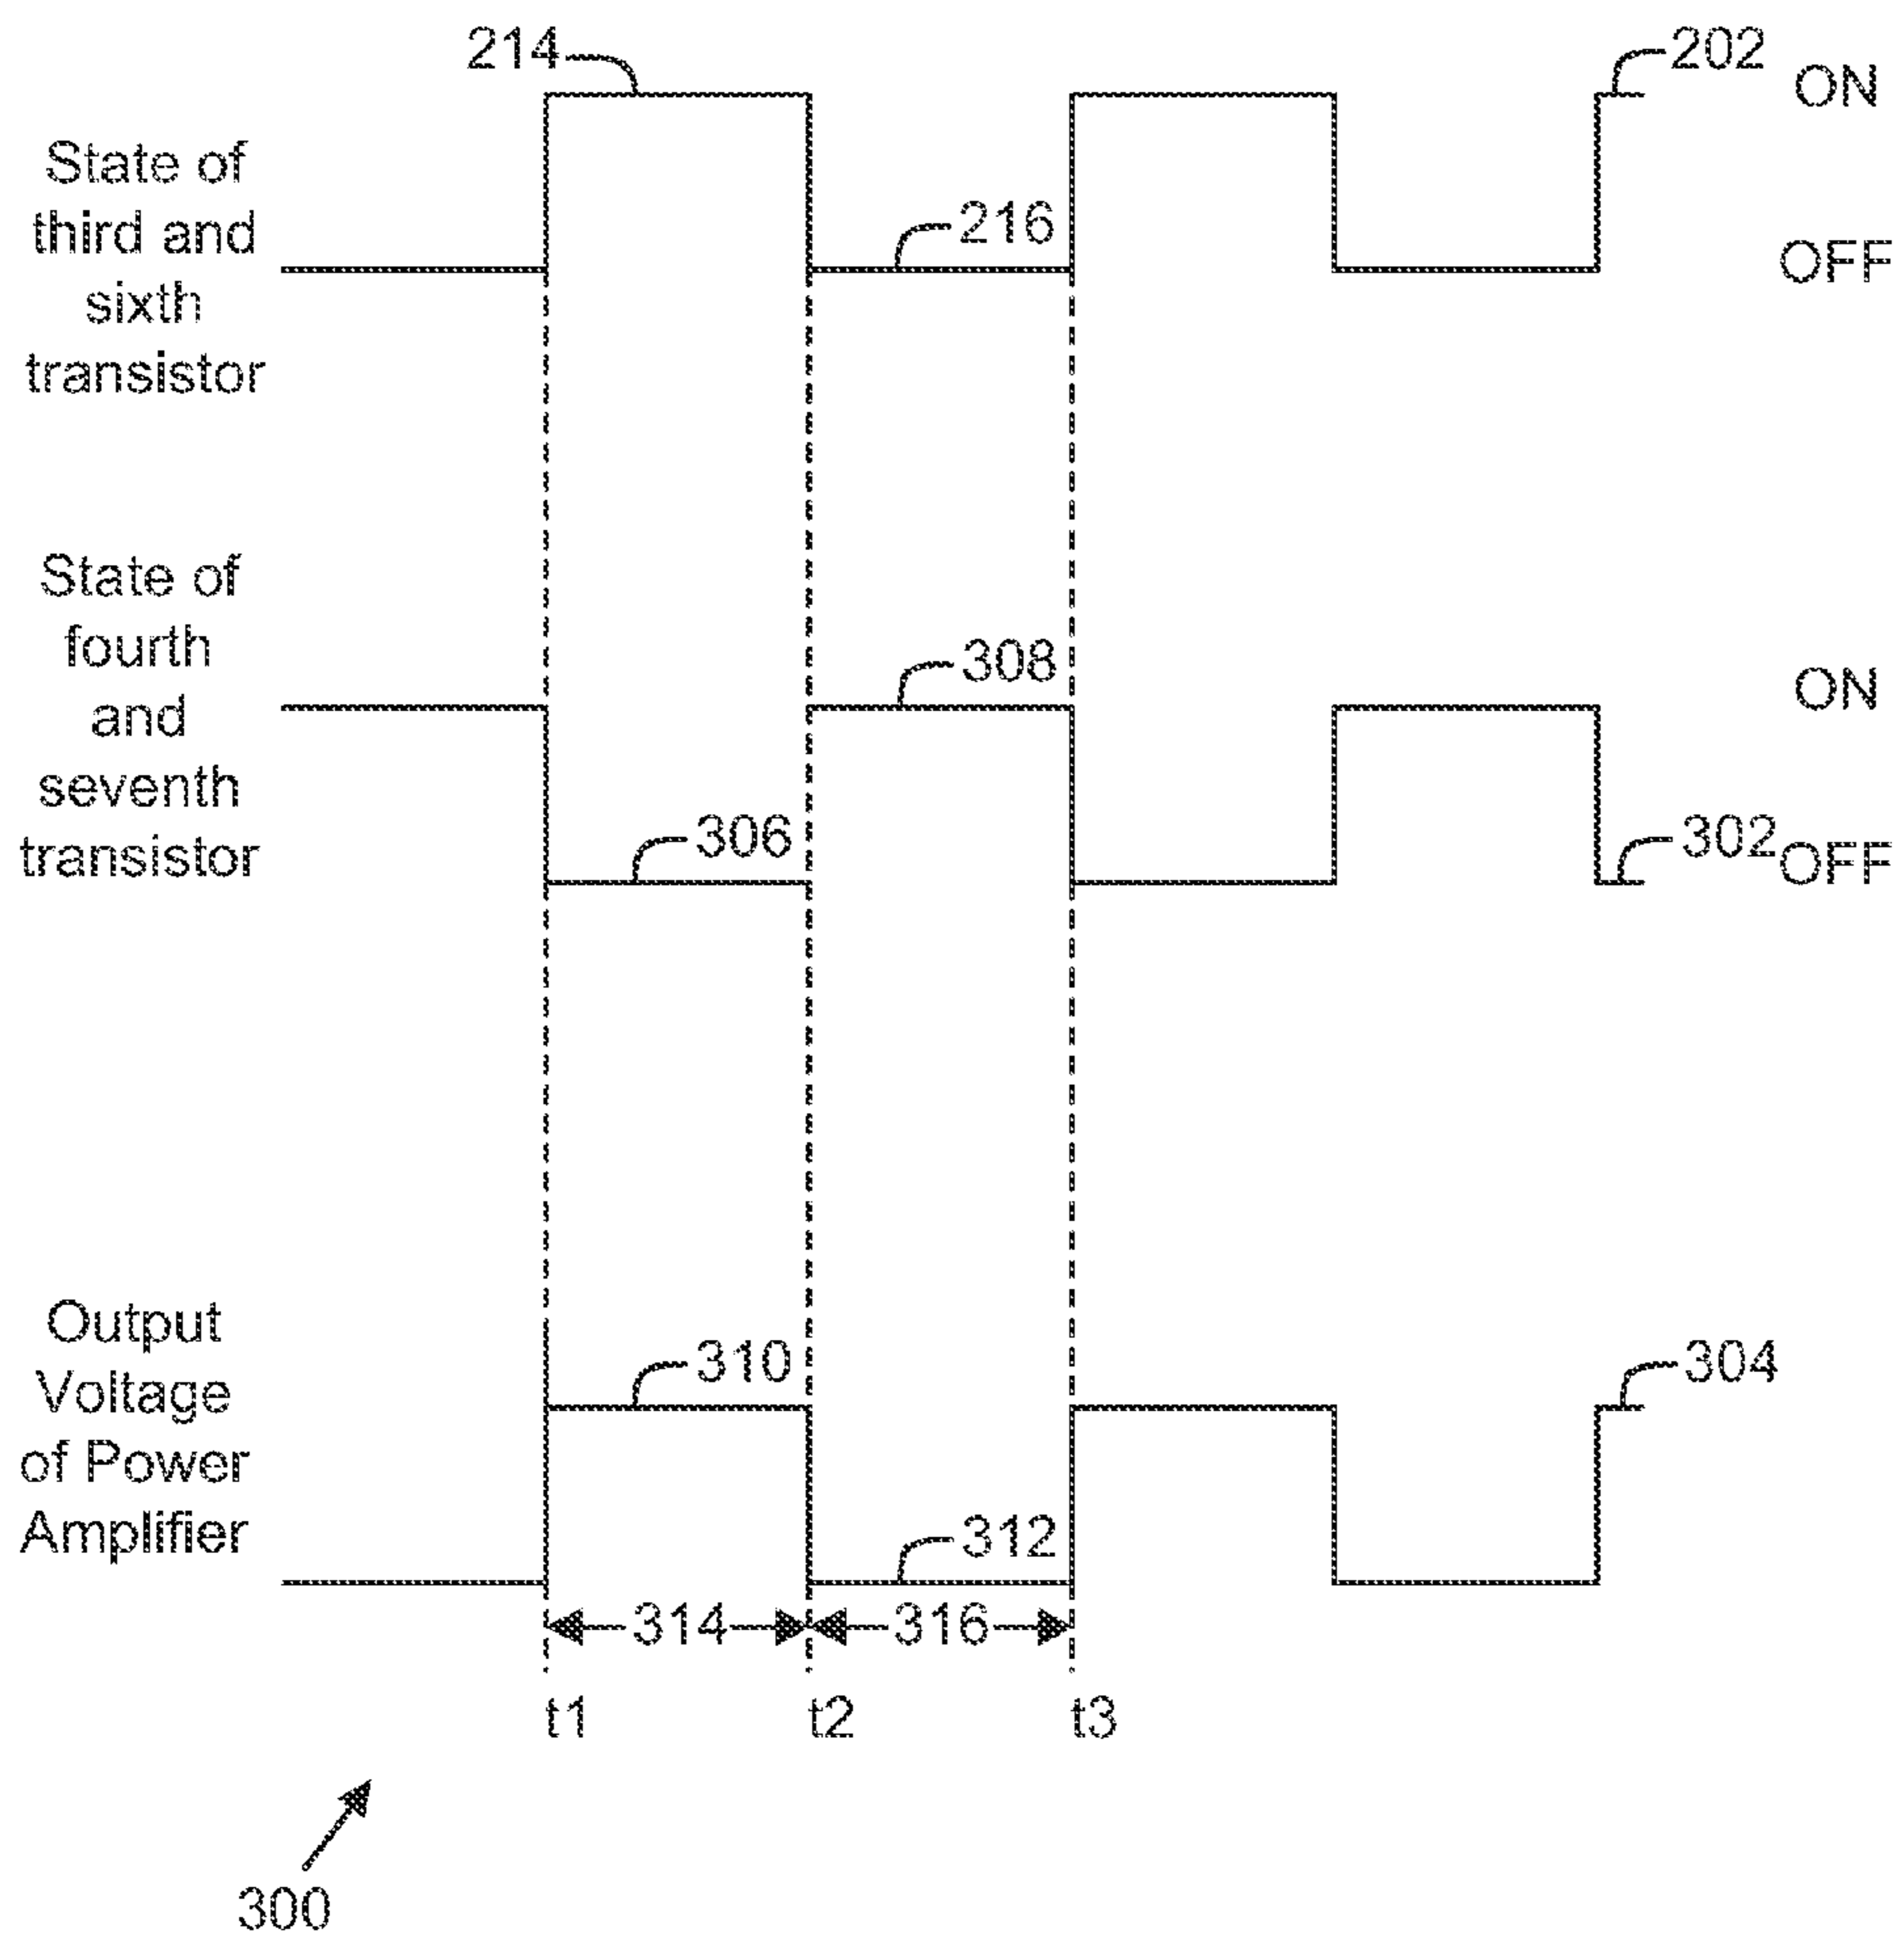 214
202
ON
State of
third and
sixth
transistor
216
OFF
State of
fourth
and
seventh
transistor
308
ON
306
302
OFF
Output
Voltage
of Power
Amplifier
310
304
312
314
316
t1
t2
t3
300